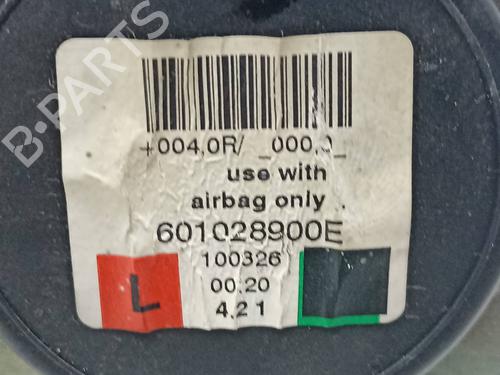 B-PARTS
+004.0R/ _000.0_
use with
airbag only
601028900E
100326
00:20
L
4.2 1